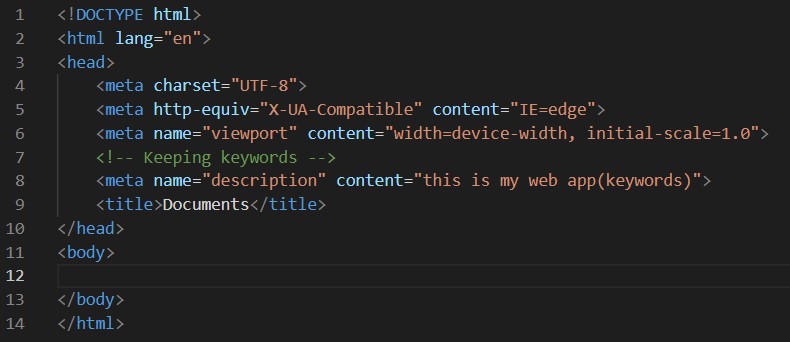 1 <!DOCTYPE html>
2 <html lang="en">
3 <head>
4     <meta charset="UTF-8">
5     <meta http-equiv="X-UA-Compatible" content="IE=edge">
6     <meta name="viewport" content="width=device-width, initial-scale=1.0">
7     <!-- Keeping keywords -->
8     <meta name="description" content="this is my web app(keywords)">
9     <title>Documents</title>
10 </head>
11 <body>
12
13 </body>
14 </html>